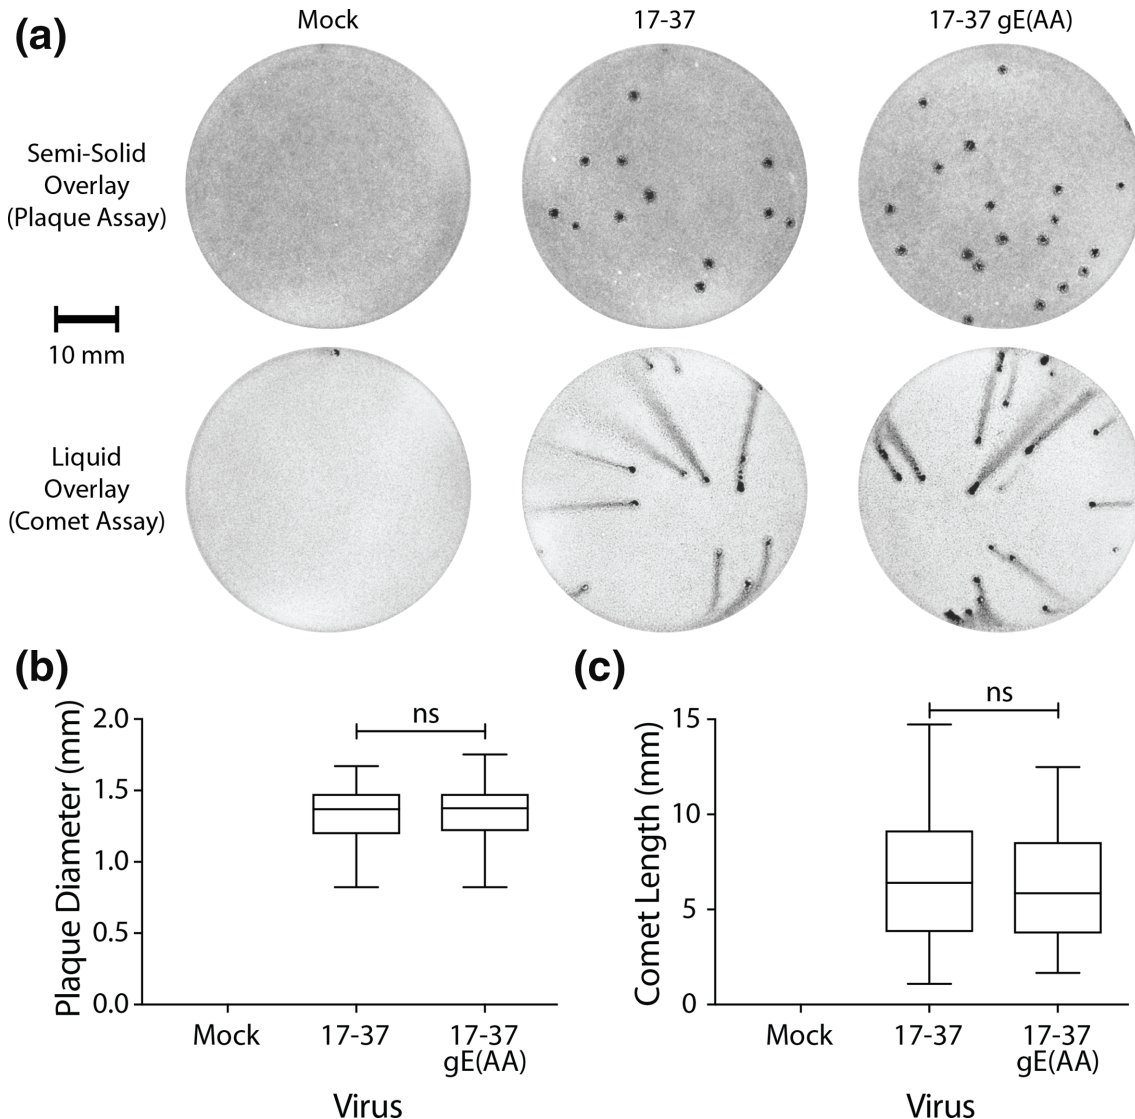 (a)
Mock
17-37
17-37 gE(AA)
Semi-Solid
Overlay
(Plaque Assay)
10 mm
Liquid
Overlay
(Comet Assay)
(b)
Plaque Diameter (mm)
2.0
1.5
1.0
0.5
0.0
ns
Mock
17-37
17-37
gE(AA)
Virus
(c)
Comet Length (mm)
15
10
5
0
ns
Mock
17-37
17-37
gE(AA)
Virus